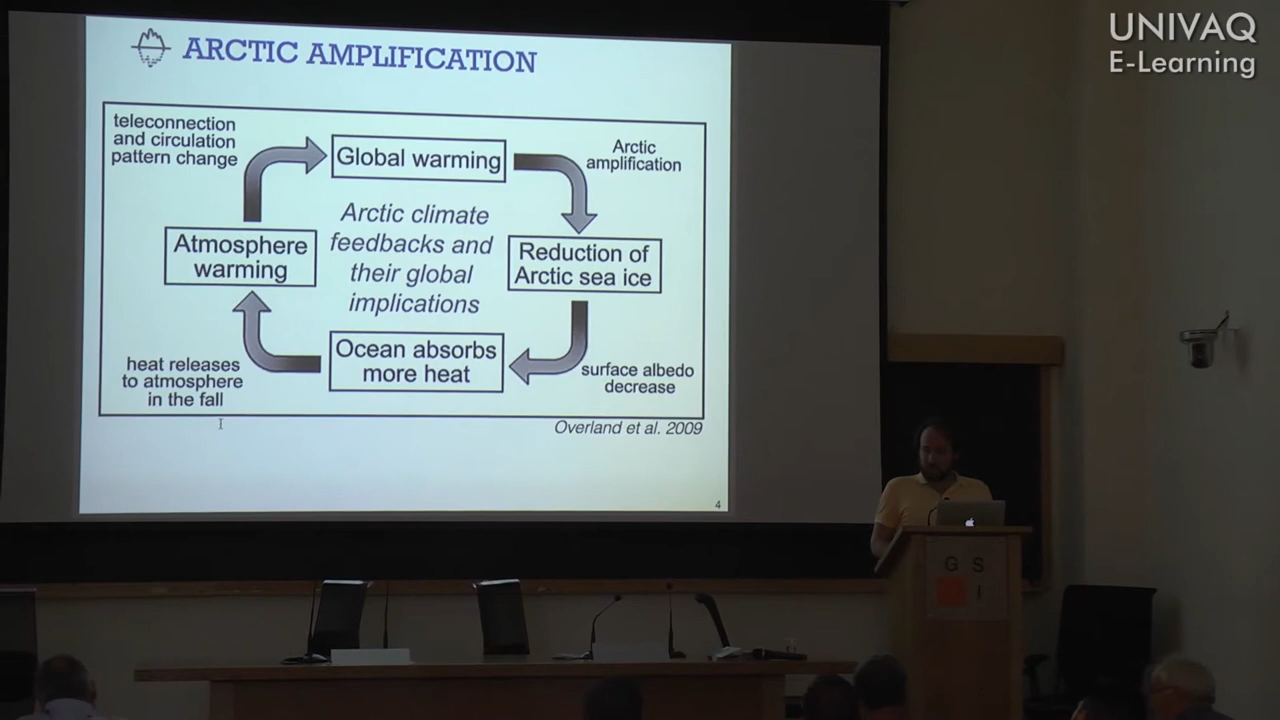 UNIVAQ
E-Learning
ARCTIC AMPLIFICATION
teleconnection
and circulation
pattern change
Global warming
Arctic
amplification
Arctic climate
feedbacks and
their global
implications
Atmosphere
warming
Reduction of
Arctic sea ice
Ocean absorbs
more heat
heat releases
to atmosphere
in the fall
surface albedo
decrease
Overland et al. 2009
4
G S
I